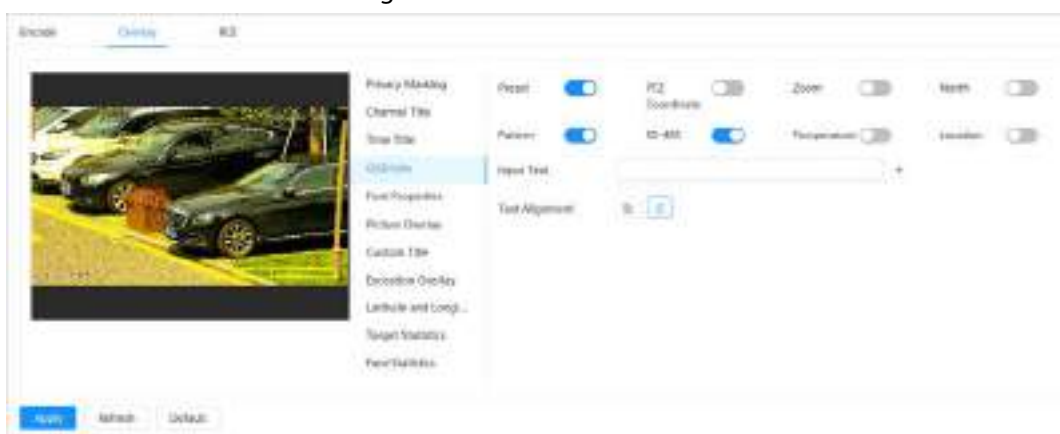 Encode Overlay ROI
Privacy Masking
Channel Title
Time Title
OSD Info
Font Properties
Picture Overlay
Custom Title
Exception Overlay
Latitude and Longi...
Target Statistics
Face Statistics
Preset
PTZ Coordinate
Zoom
North
Pattern
RS-485
Temperature
Location
Input Text
+
Text Alignment
Apply Refresh Default